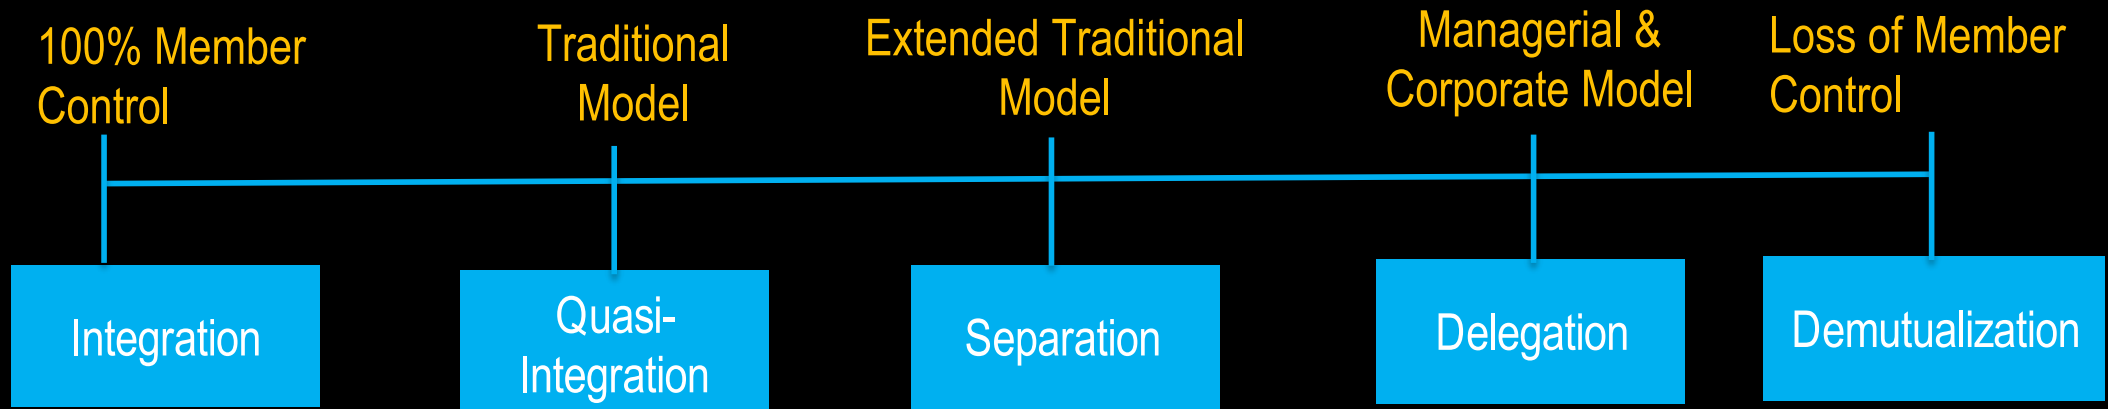 100% Member
Control
Traditional
Model
Extended Traditional
Model
Managerial &
Corporate Model
Loss of Member
Control
Integration
Quasi-
Integration
Separation
Delegation
Demutualization